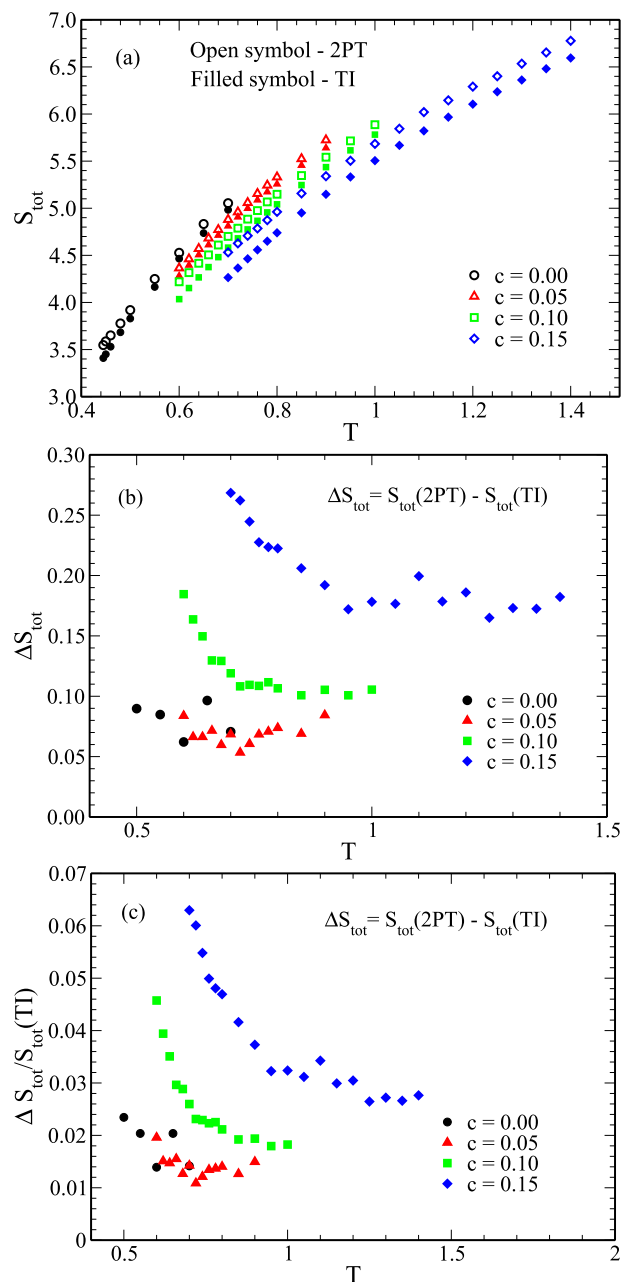 7.0
6.5
6.0
5.5
5.0
4.5
4.0
3.5
3.0
S_tot
(a)
Open symbol - 2PT
Filled symbol - TI
c = 0.00
c = 0.05
c = 0.10
c = 0.15
0.4 0.6 0.8 1 1.2 1.4
T
0.30
0.25
0.20
0.15
0.10
0.05
0.00
ΔS_tot
(b)
ΔS_tot= S_tot(2PT) - S_tot(TI)
c = 0.00
c = 0.05
c = 0.10
c = 0.15
0.5 1 1.5
T
0.07
0.06
0.05
0.04
0.03
0.02
0.01
0
Δ S_tot/S_tot(TI)
(c)
ΔS_tot= S_tot(2PT) - S_tot(TI)
c = 0.00
c = 0.05
c = 0.10
c = 0.15
0.5 1 1.5 2
T